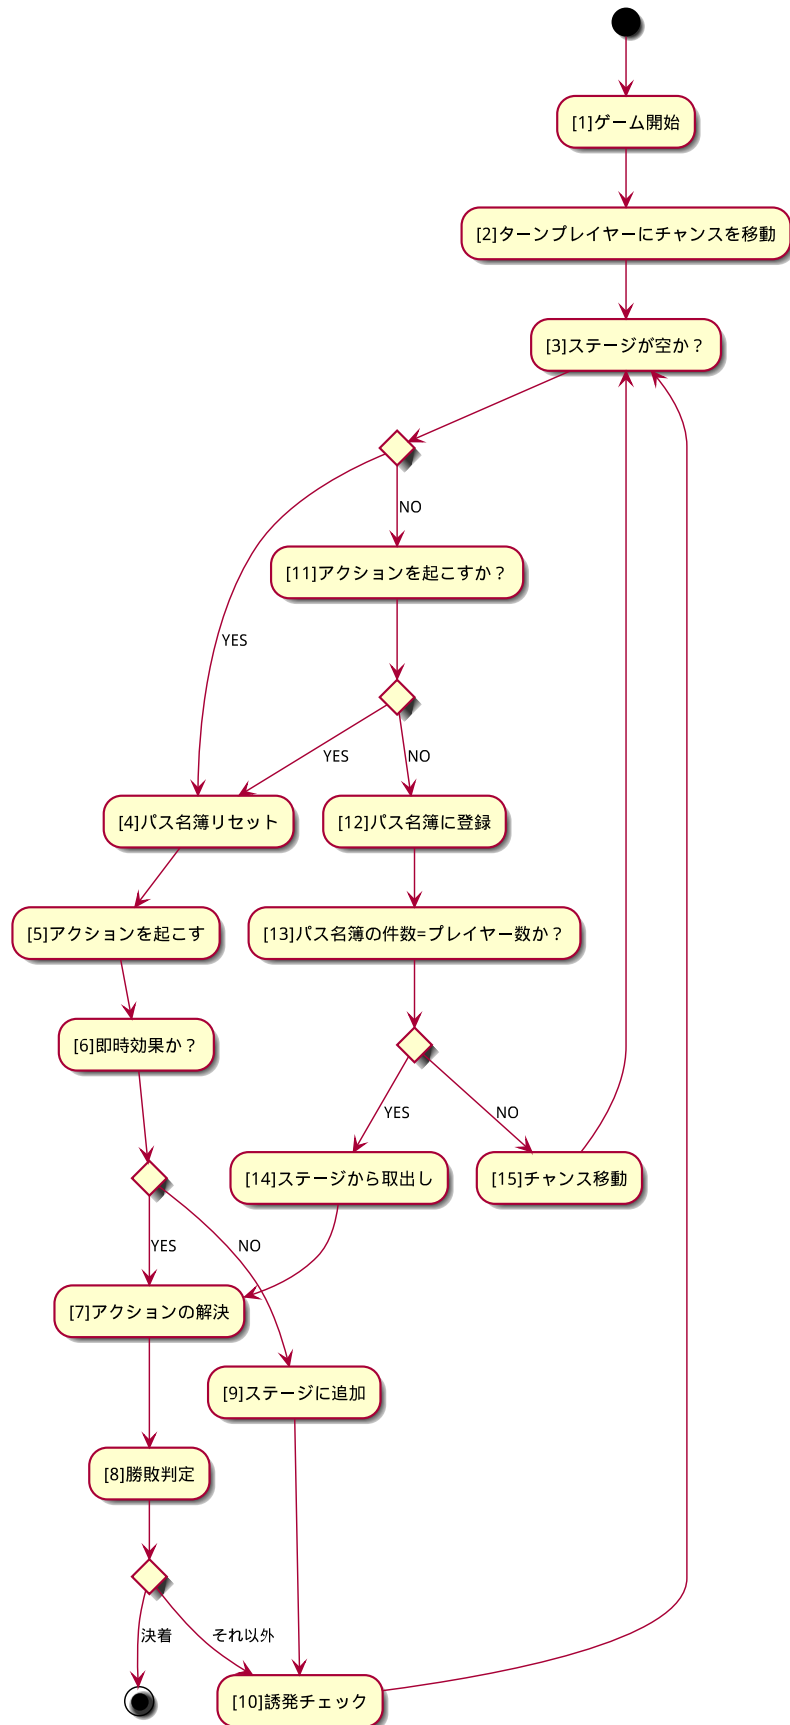 [1]ゲーム開始
[2]ターンプレイヤーにチャンスを移動
[3]ステージが空か？
NO
[11]アクションを起こすか？
YES
YES
NO
[4]パス名簿リセット
[12]パス名簿に登録
[5]アクションを起こす
[13]パス名簿の件数=プレイヤー数か？
[6]即時効果か？
YES
NO
[14]ステージから取出し
[15]チャンス移動
YES
NO
[7]アクションの解決
[9]ステージに追加
[8]勝敗判定
決着
それ以外
[10]誘発チェック